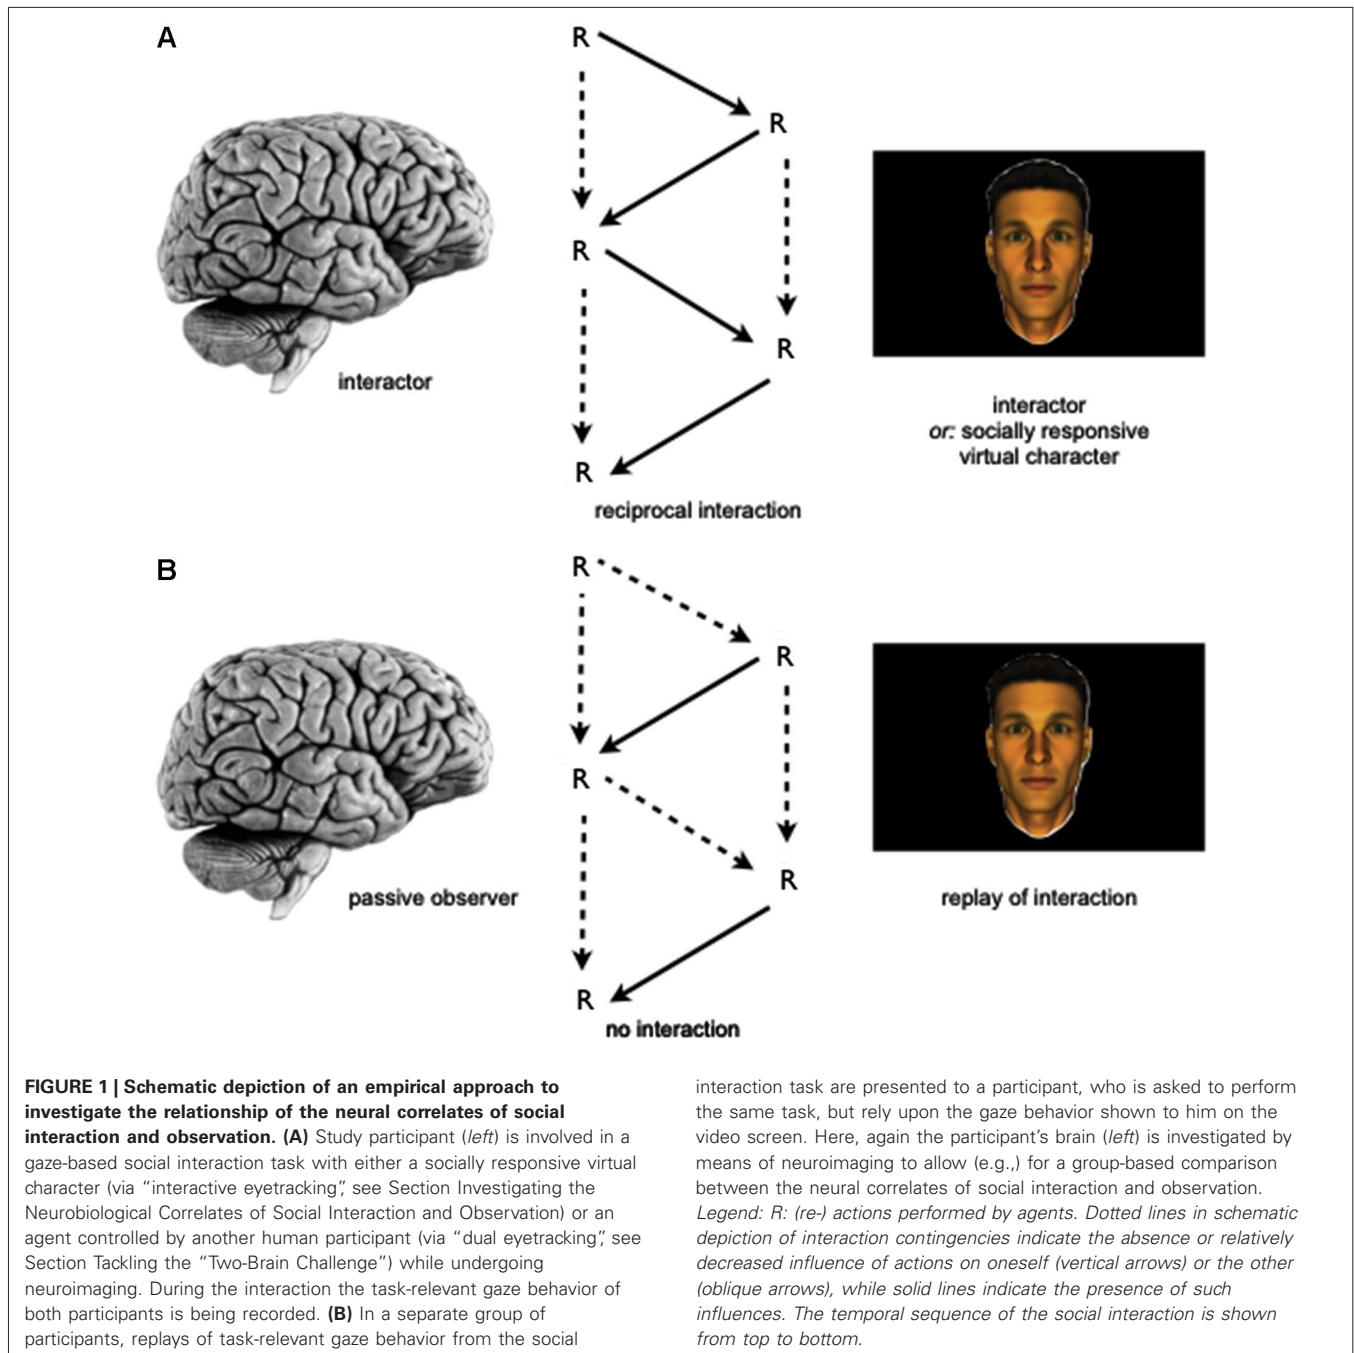 A
R
R
R
R
R
interactor
interactor
or: socially responsive
virtual character
reciprocal interaction
B
R
R
R
R
R
passive observer
replay of interaction
no interaction
FIGURE 1 | Schematic depiction of an empirical approach to
investigate the relationship of the neural correlates of social
interaction and observation. (A) Study participant (left) is involved in a
gaze-based social interaction task with either a socially responsive virtual
character (via “interactive eyetracking”, see Section Investigating the
Neurobiological Correlates of Social Interaction and Observation) or an
agent controlled by another human participant (via “dual eyetracking”, see
Section Tackling the “Two-Brain Challenge”) while undergoing
neuroimaging. During the interaction the task-relevant gaze behavior of
both participants is being recorded. (B) In a separate group of
participants, replays of task-relevant gaze behavior from the social
interaction task are presented to a participant, who is asked to perform
the same task, but rely upon the gaze behavior shown to him on the
video screen. Here, again the participant’s brain (left) is investigated by
means of neuroimaging to allow (e.g.,) for a group-based comparison
between the neural correlates of social interaction and observation.
Legend: R: (re-) actions performed by agents. Dotted lines in schematic
depiction of interaction contingencies indicate the absence or relatively
decreased influence of actions on oneself (vertical arrows) or the other
(oblique arrows), while solid lines indicate the presence of such
influences. The temporal sequence of the social interaction is shown
from top to bottom.